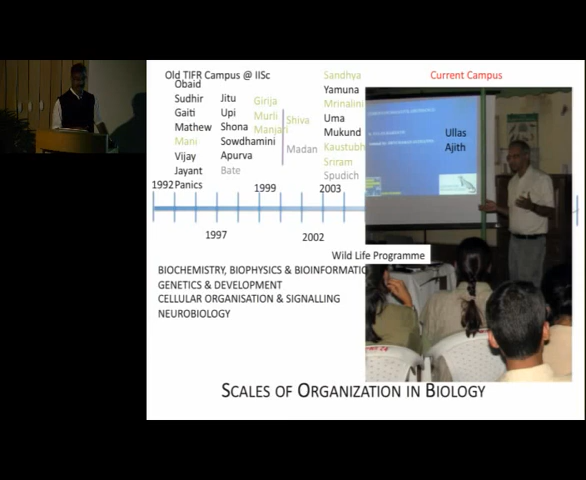 Old TIFR Campus @ IISc
Current Campus
Obaid
Sudhir
Gaiti
Mathew
Mani
Vijay
Jayant
Panics
Jitu
Upi
Shona
Sowdhamini
Apurva
Bate
Girija
Murli
Manjari
Shiva
Madan
Sandhya
Yamuna
Mrinalini
Uma
Mukund
Kaustubh
Sriram
Spudich
Ullas
Ajith
1992
1999
2003
1997
2002
Wild Life Programme
BIOCHEMISTRY, BIOPHYSICS & BIOINFORMATIC
GENETICS & DEVELOPMENT
CELLULAR ORGANISATION & SIGNALLING
NEUROBIOLOGY
SCALES OF ORGANIZATION IN BIOLOGY